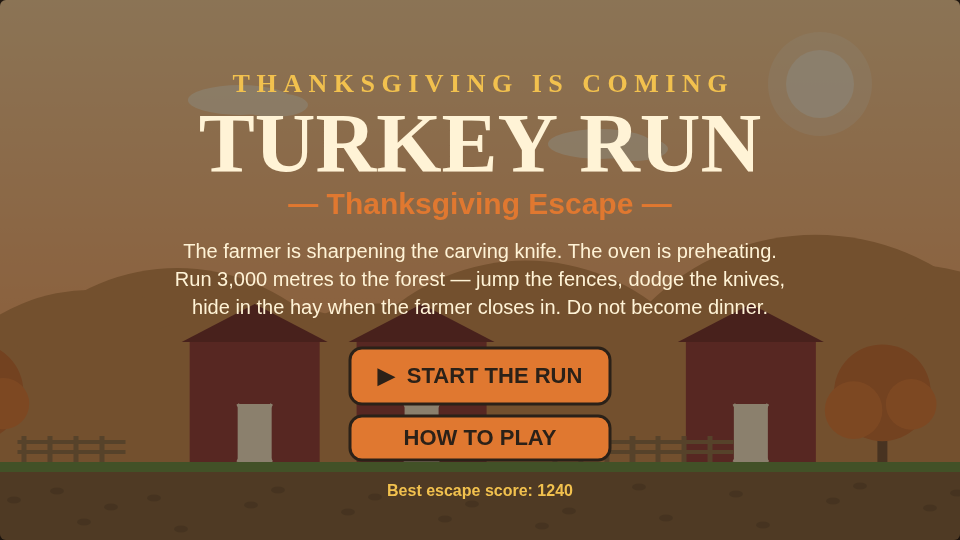 THANKSGIVING IS COMING
TURKEY RUN
— Thanksgiving Escape —
The farmer is sharpening the carving knife. The oven is preheating.
Run 3,000 metres to the forest — jump the fences, dodge the knives,
hide in the hay when the farmer closes in. Do not become dinner.
▶ START THE RUN
HOW TO PLAY
Best escape score: 1240